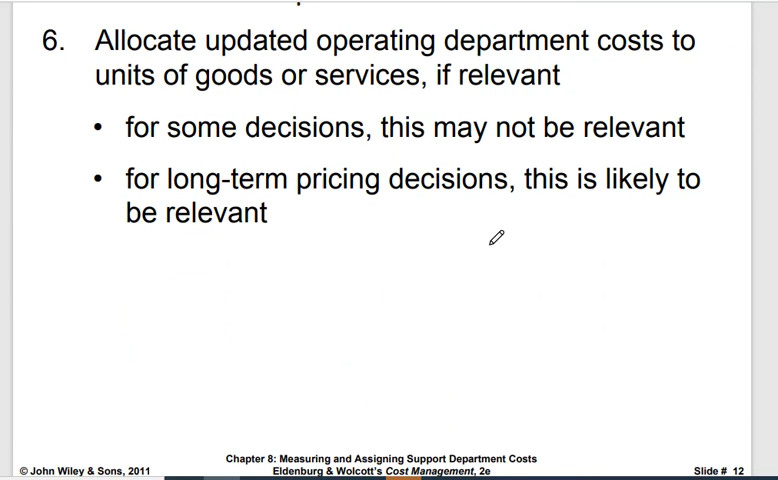 6. Allocate updated operating department costs to
units of goods or services, if relevant
• for some decisions, this may not be relevant
• for long-term pricing decisions, this is likely to
be relevant
Chapter 8: Measuring and Assigning Support Department Costs
© John Wiley & Sons, 2011 Eldenburg & Wolcott's Cost Management, 2e Slide # 12